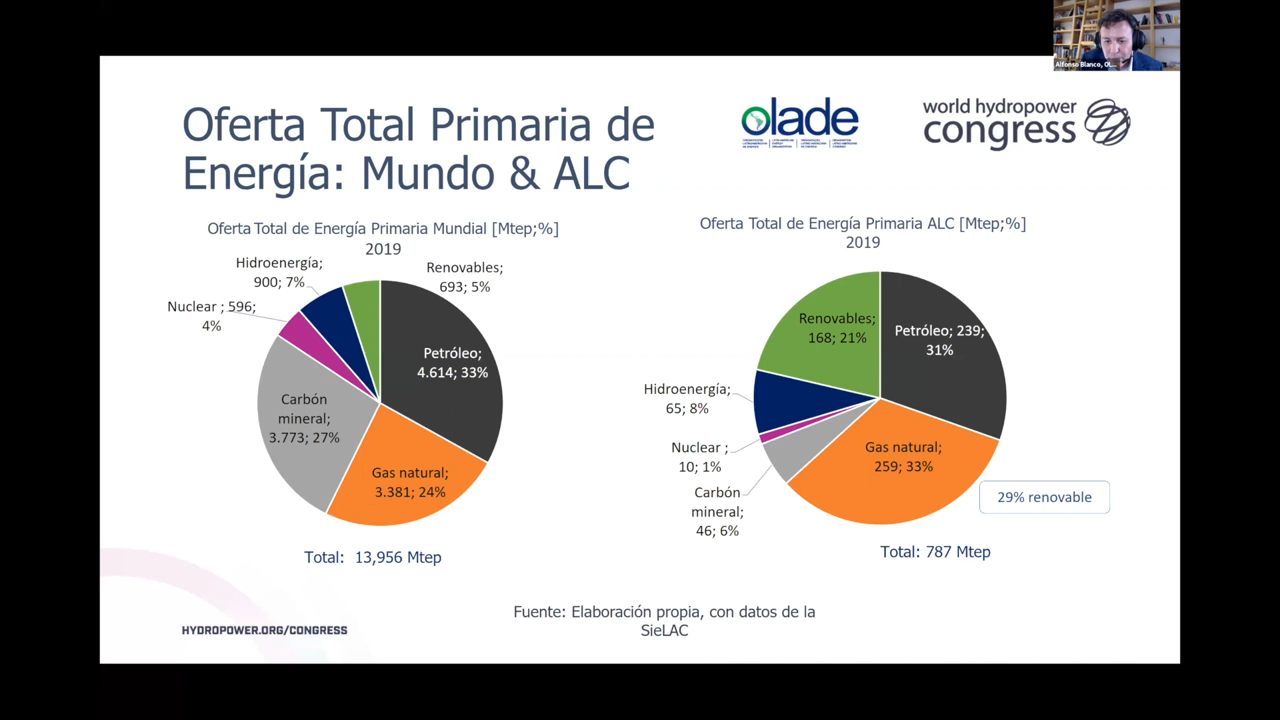 Alfonso Blanco, OL...
Oferta Total Primaria de
Energía: Mundo & ALC
olade
world hydropower
congress
Oferta Total de Energía Primaria Mundial [Mtep;%]
2019
Hidroenergía;
900; 7%
Renovables;
693; 5%
Nuclear ; 596;
4%
Petróleo;
4.614; 33%
Carbón
mineral;
3.773; 27%
Gas natural;
3.381; 24%
Total: 13,956 Mtep
Oferta Total de Energía Primaria ALC [Mtep;%]
2019
Renovables;
168; 21%
Petróleo; 239;
31%
Hidroenergía;
65; 8%
Nuclear ;
10; 1%
Gas natural;
259; 33%
Carbón
mineral;
46; 6%
29% renovable
Total: 787 Mtep
Fuente: Elaboración propia, con datos de la
SieLAC
HYDROPOWER.ORG/CONGRESS